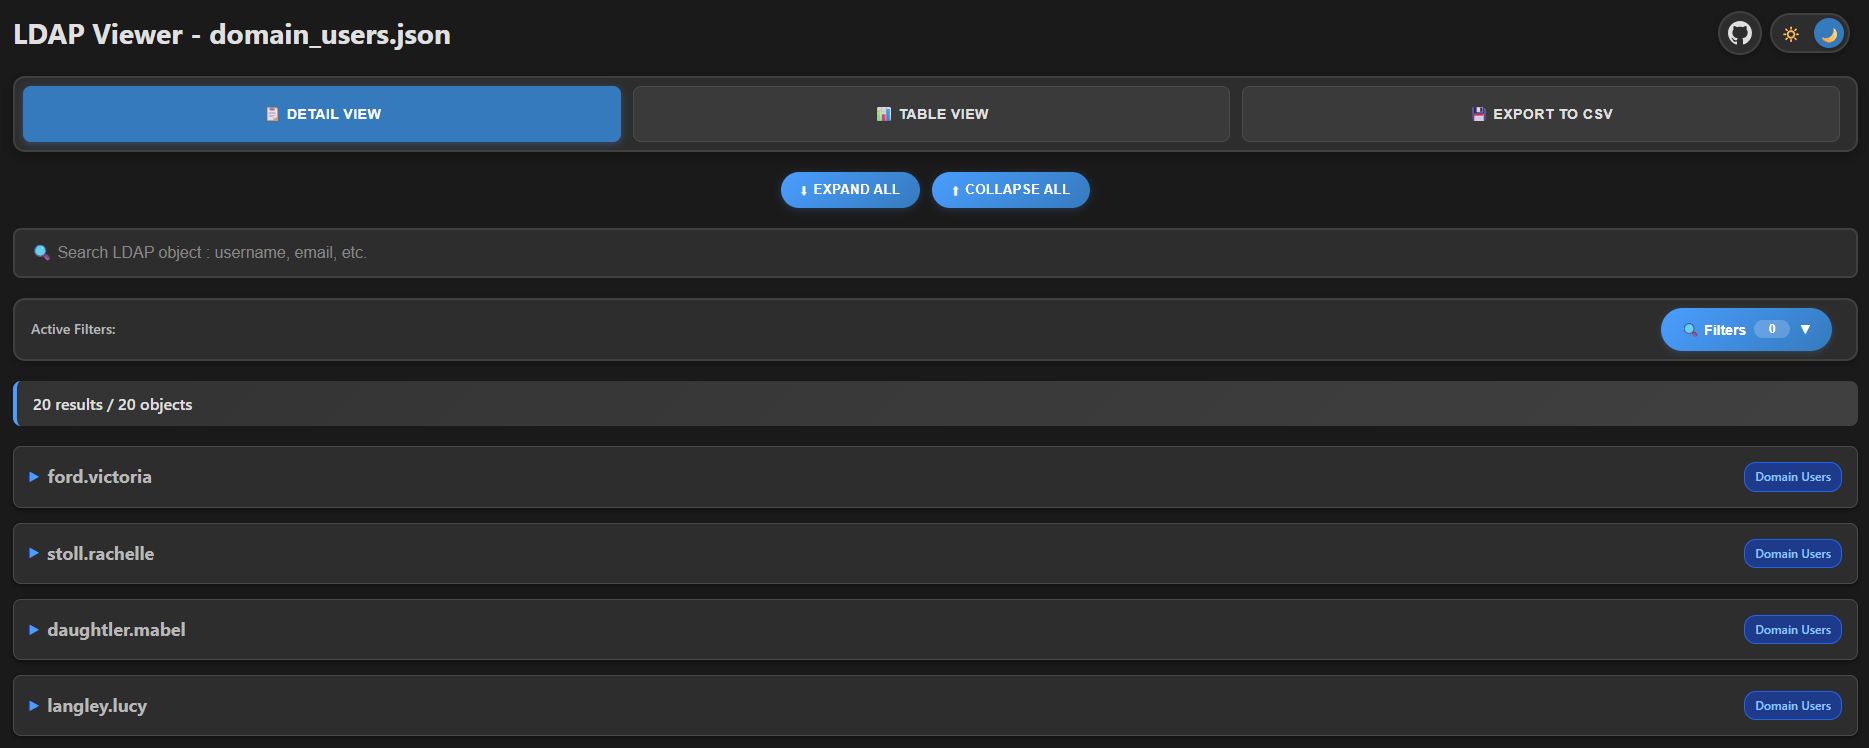 LDAP Viewer - domain_users.json
DETAIL VIEW
TABLE VIEW
EXPORT TO CSV
EXPAND ALL
COLLAPSE ALL
Search LDAP object : username, email, etc.
Active Filters:
Filters 0
20 results / 20 objects
ford.victoria
Domain Users
stoll.rachelle
Domain Users
daughtler.mabel
Domain Users
langley.lucy
Domain Users